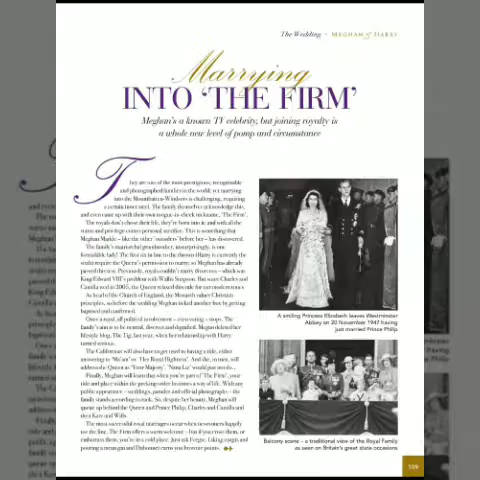 The Wedding - MEGHAN & HARRY
Marrying
INTO ‘THE FIRM’
Meghan's a known TV celebrity, but joining royalty is
a whole new level of pomp and circumstance
They are one of the most prestigious, recognisable
and photographed families in the world, yet marrying
into the Mountbatten-Windsors is challenging, requiring
a certain inner steel. The family themselves acknowledge this,
and even came up with their own tongue-in-cheek nickname, ‘The Firm’.
The royals don't chose their life, they're born into it and with all the
status and privilege comes personal sacrifice. This is something that
Meghan Markle – like the other ‘outsiders’ before her – has discovered.
The family's matriarchal grandmother, unsurprisingly, is one
formidable lady! The first six in line to the throne (Harry is currently the
sixth) require the Queen's permission to marry, so Meghan has already
passed this test. Previously, royals couldn't marry divorcees – which was
King Edward VIII's problem with Wallis Simpson. But once Charles and
Camilla wed in 2005, the Queen relaxed this rule for our modern times.
As head of the Church of England, the Monarch values Christian
principles, so before the wedding Meghan inked another box by getting
baptised and confirmed.
Once a royal, all political involvement – even voting – stops. The
family's aim is to be neutral, discreet and dignified. Meghan deleted her
lifestyle blog, The Tig, last year, when her relationship with Harry
turned serious.
The Californian will also have to get used to having a title, either
answering to ‘Ma'am’ or ‘Her Royal Highness’. And she, in turn, will
address the Queen as ‘Your Majesty’. ‘Nana Liz’ would just not do...
Finally, Meghan will learn that when you're part of ‘The Firm’, your
title and place within the pecking order becomes a way of life. With any
public appearance – weddings, parades and official photographs – the
family stands according to rank. So, despite her beauty, Meghan will
queue up behind the Queen and Prince Philip, Charles and Camilla and
then Kate and Wills.
The most successful royal marriages occur when newcomers happily
toe the line. The Firm offers a warm welcome – but if you cross them, or
embarrass them, you're in a cold place. Just ask Fergie. Liking corgis and
pouring a mean gin and Dubonnet earns you brownie points.
A smiling Princess Elizabeth leaves Westminster
Abbey on 20 November 1947 having
just married Prince Philip
Balcony scene – a traditional view of the Royal Family
as seen on Britain's great state occasions
109